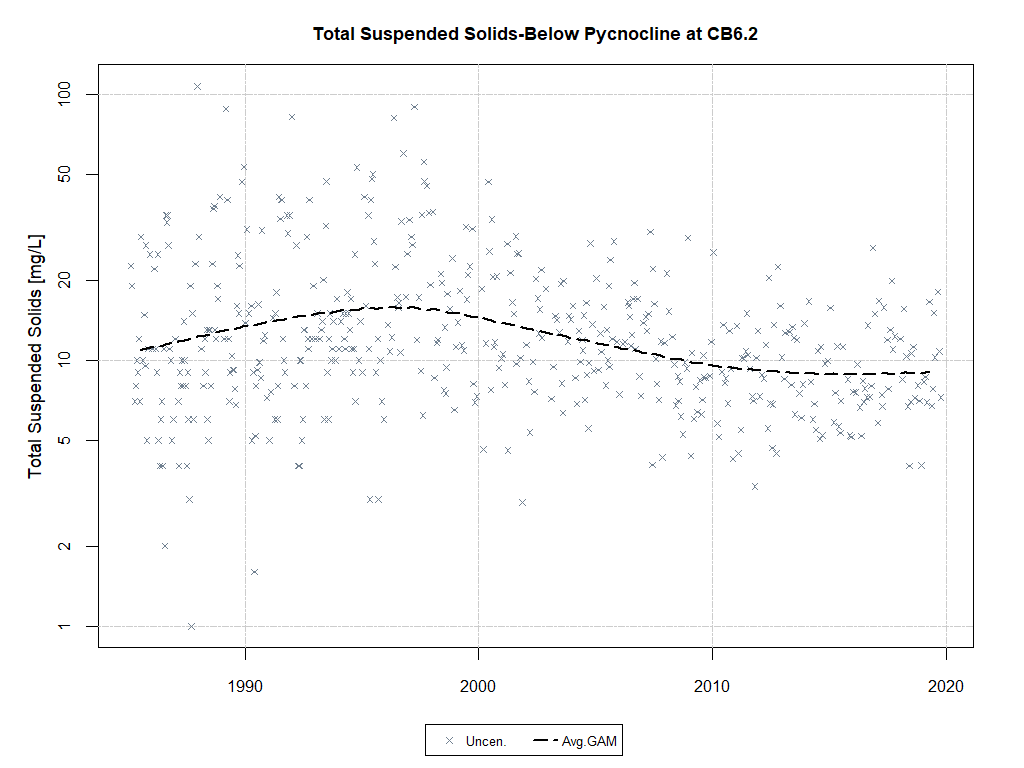 Total Suspended Solids-Below Pycnocline at CB6.2
Total Suspended Solids [mg/L]
100
50
20
10
5
2
1
1990 2000 2010 2020
Uncen. Avg.GAM